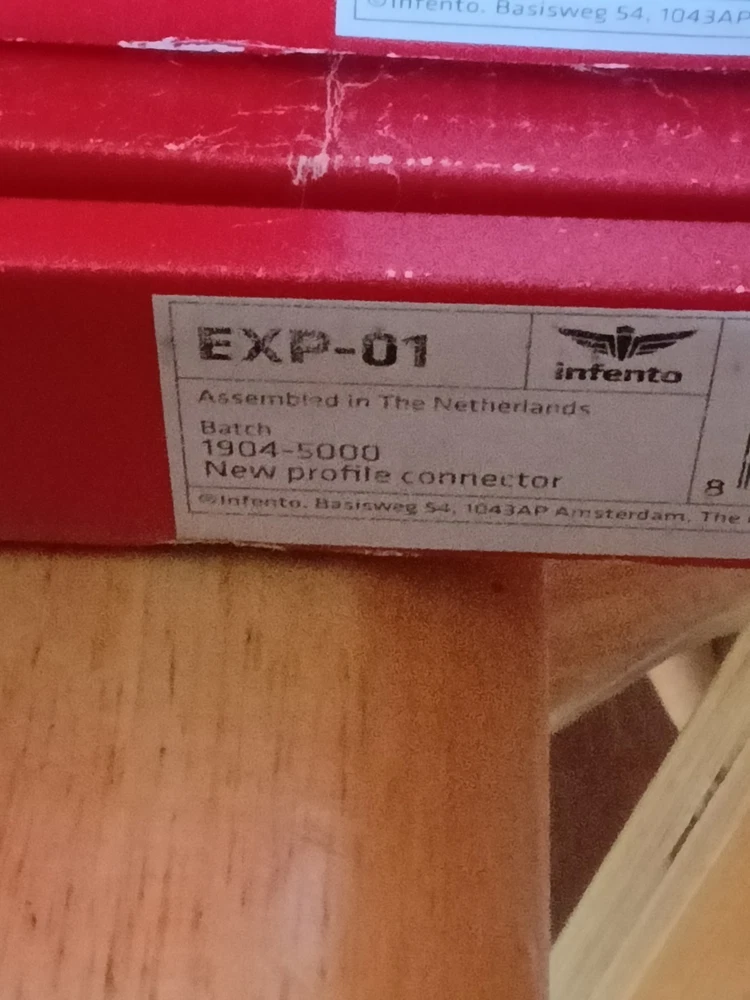 ©Infento. Basisweg 54, 1043AP
EXP-01
infento
Assembled in The Netherlands
Batch
1904-5000
New profile connector
8
©Infento. Basisweg 54, 1043AP Amsterdam, The